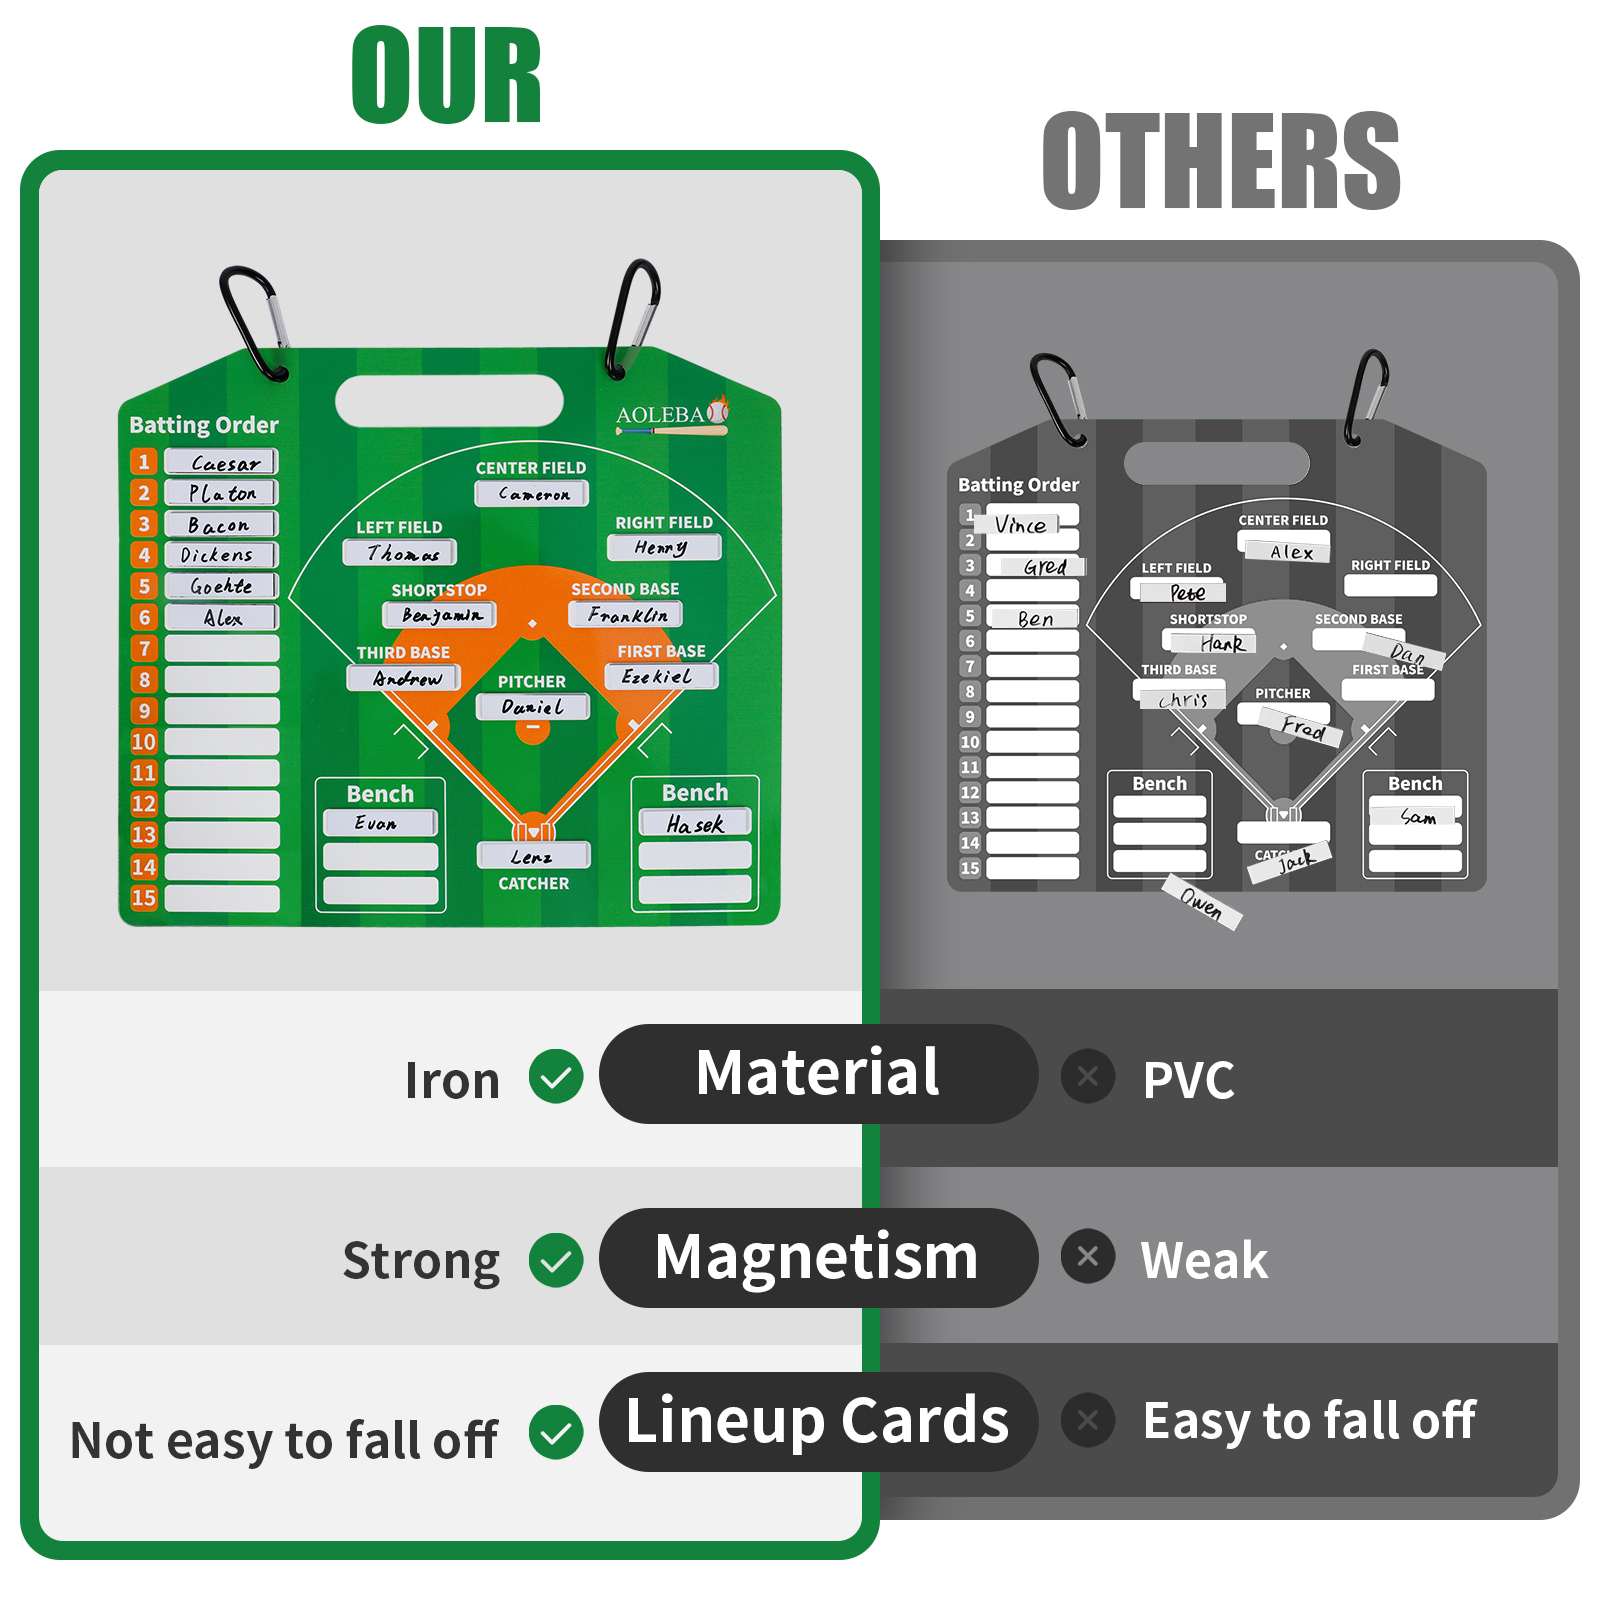 OUR
OTHERS
AOLEBA
Batting Order
1 Caesar
2 Platon
3 Bacon
4 Dickens
5 Goehte
6 Alex
7
8
9
10
11
12
13
14
15
CENTER FIELD
Cameron
LEFT FIELD
Thomas
RIGHT FIELD
Henry
SHORTSTOP
Benjamin
SECOND BASE
Franklin
THIRD BASE
Andrew
FIRST BASE
Ezekiel
PITCHER
Daniel
Bench
Evan
Bench
Hasek
Lenz
CATCHER
Batting Order
1 Vince
2
3 Gred
4
5 Ben
6
7
8
9
10
11
12
13
14
15
CENTER FIELD
Alex
LEFT FIELD
Pete
RIGHT FIELD
SHORTSTOP
Hank
SECOND BASE
Dan
THIRD BASE
Chris
FIRST BASE
PITCHER
Fred
Bench
Bench
Sam
Jack
Owen
Iron
Material
PVC
Strong
Magnetism
Weak
Not easy to fall off
Lineup Cards
Easy to fall off